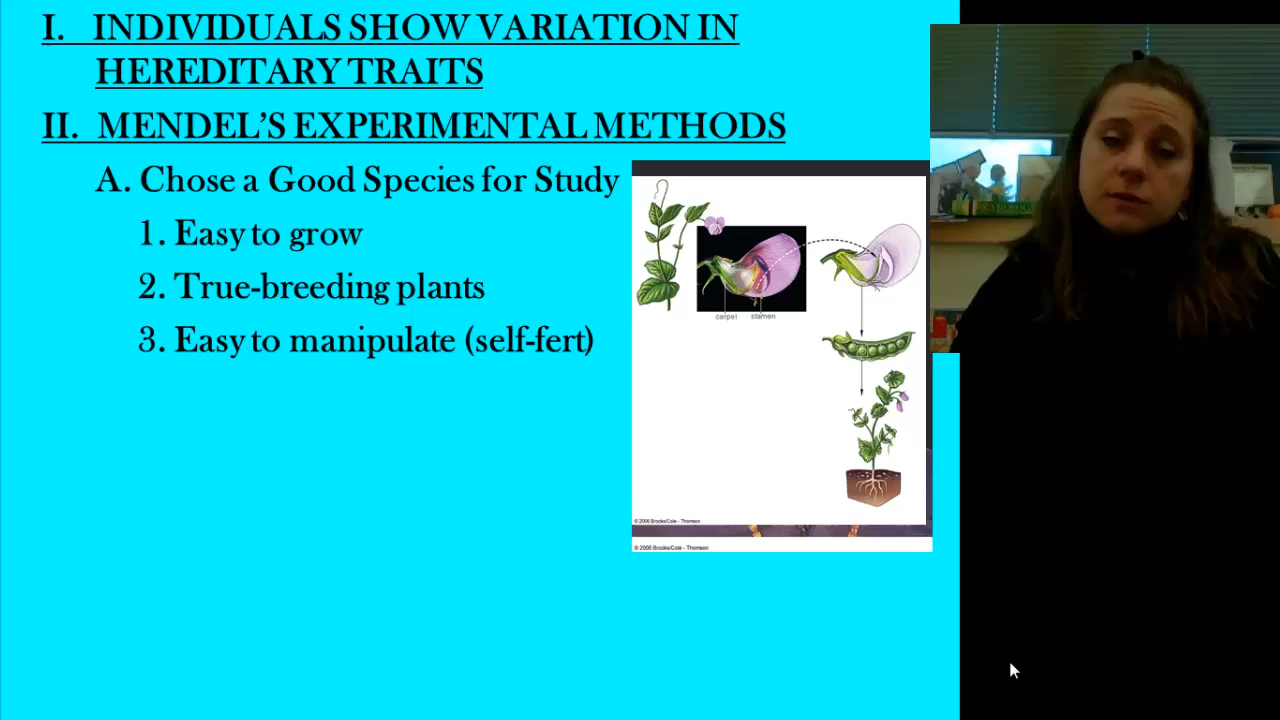 I. INDIVIDUALS SHOW VARIATION IN
HEREDITARY TRAITS
II. MENDEL'S EXPERIMENTAL METHODS
A. Chose a Good Species for Study
1. Easy to grow
2. True-breeding plants
3. Easy to manipulate (self-fert)
carpel stamen
© 2006 Brooks/Cole - Thomson
© 2006 Brooks/Cole - Thomson